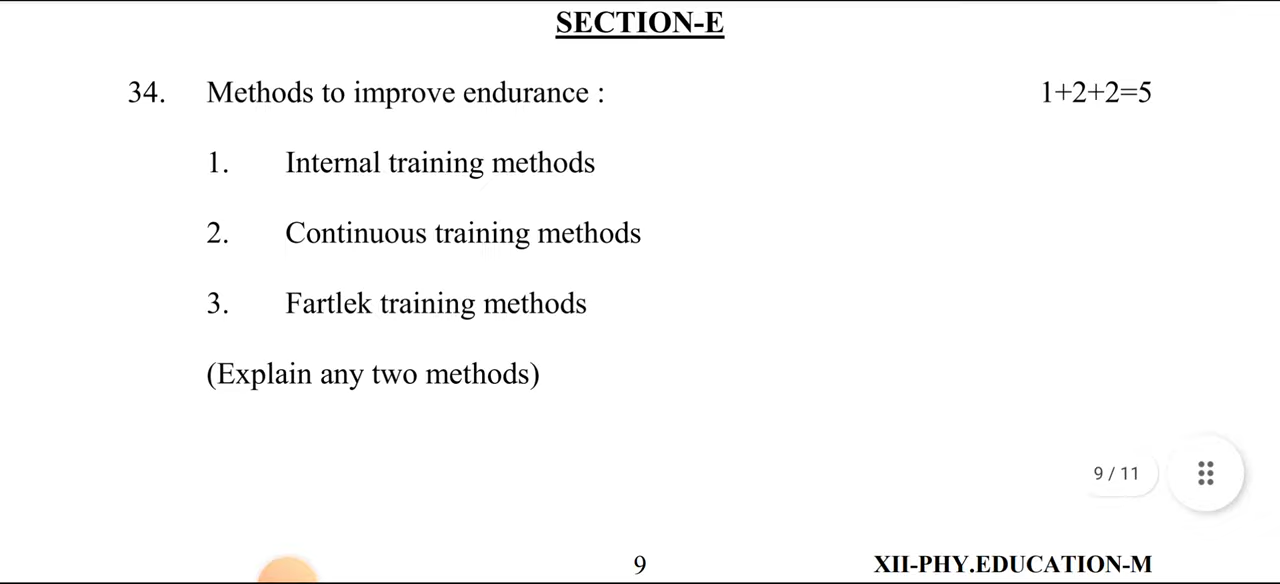 SECTION-E
34. Methods to improve endurance : 1+2+2=5
1. Internal training methods
2. Continuous training methods
3. Fartlek training methods
(Explain any two methods)
9 / 11
9 XII-PHY.EDUCATION-M